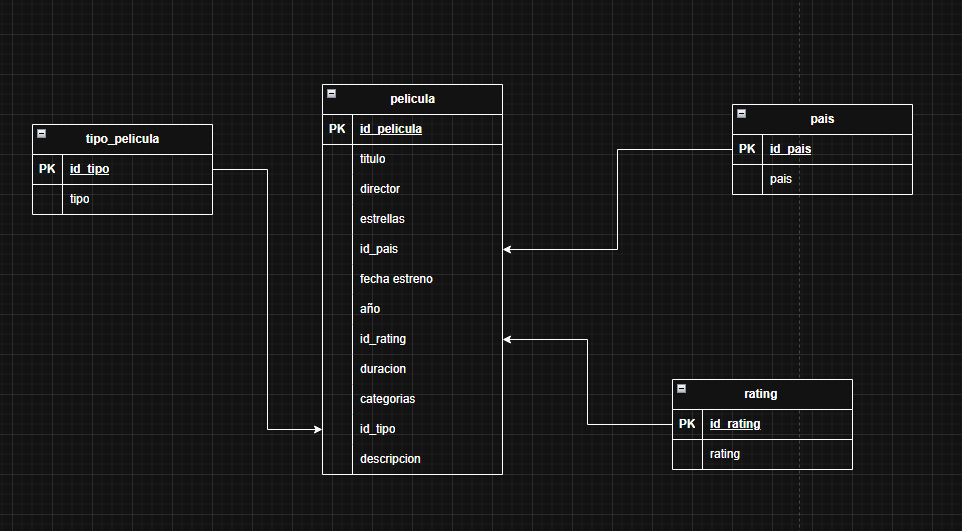 tipo_pelicula
PK id_tipo
tipo
pelicula
PK id_pelicula
titulo
director
estrellas
id_pais
fecha estreno
año
id_rating
duracion
categorias
id_tipo
descripcion
pais
PK id_pais
pais
rating
PK id_rating
rating